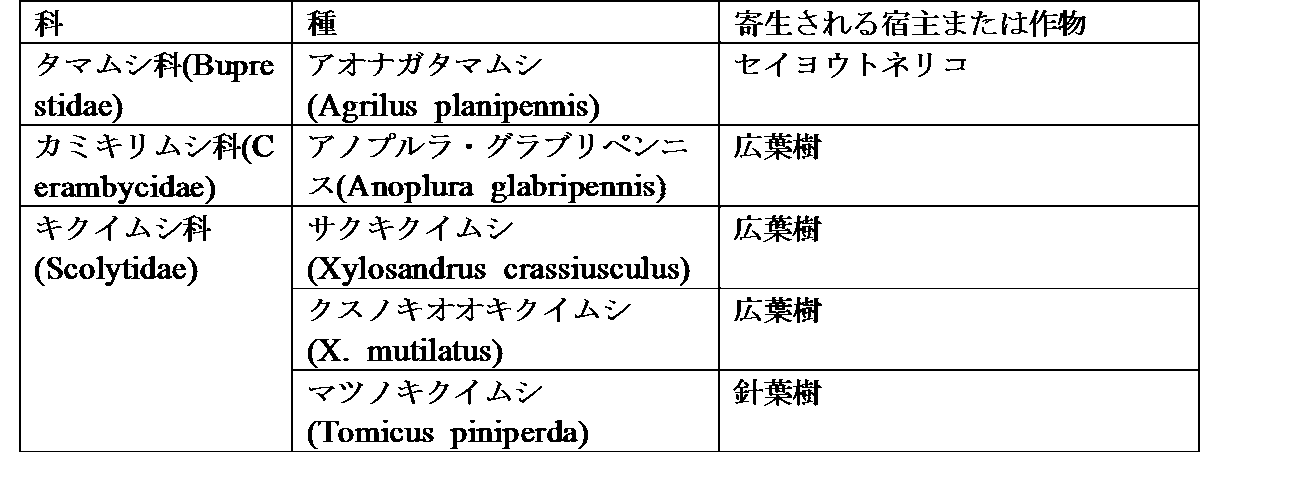 科 種 寄生される宿主または作物
タマムシ科(Bupre アオナガタマムシ セイヨウトネリコ
stidae) (Agrilus planipennis)
カミキリムシ科(C アノプルラ・グラブリペンニ 広葉樹
erambycidae) ス(Anoplura glabripennis)
キクイムシ科 サクキクイムシ 広葉樹
(Scolytidae) (Xylosandrus crassiusculus)
クスノキオオキクイムシ 広葉樹
(X. mutilatus)
マツノキクイムシ 針葉樹
(Tomicus piniperda)